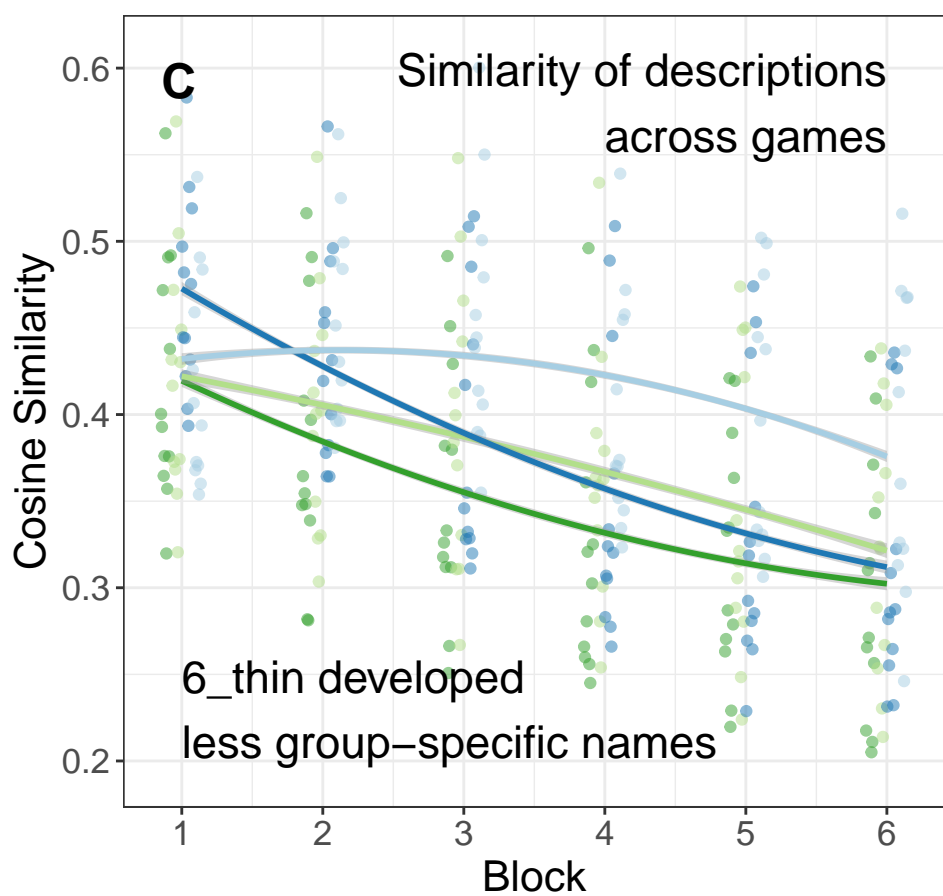 C
Similarity of descriptions
across games
0.6
0.5
0.4
0.3
0.2
Cosine Similarity
6_thin developed
less group−specific names
1 2 3 4 5 6
Block